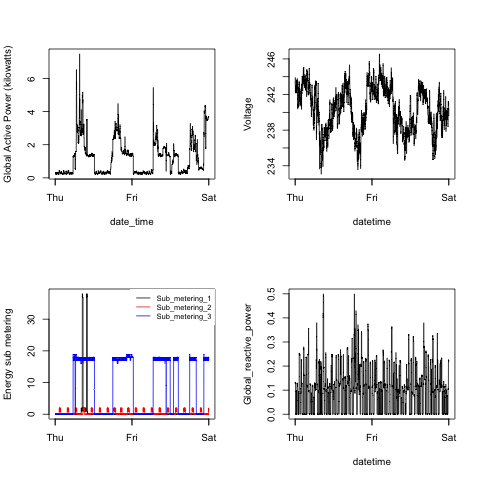 Global Active Power (kilowatts)
0 2 4 6
Thu Fri Sat
date_time
Voltage
234 238 242 246
Thu Fri Sat
datetime
Energy sub metering
0 10 20 30
Sub_metering_1
Sub_metering_2
Sub_metering_3
Thu Fri Sat
Global_reactive_power
0.0 0.1 0.2 0.3 0.4 0.5
Thu Fri Sat
datetime